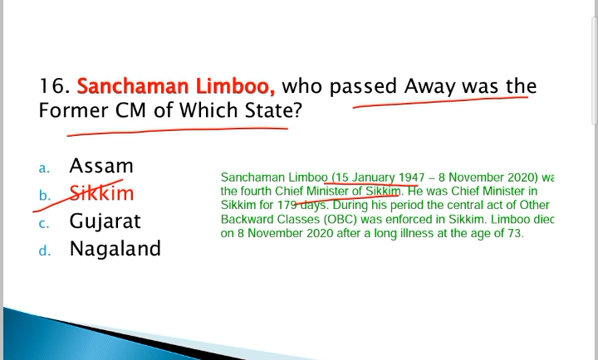 16. Sanchaman Limboo, who passed Away was the
Former CM of Which State?
a. Assam
b. Sikkim
c. Gujarat
d. Nagaland
Sanchaman Limboo (15 January 1947 – 8 November 2020) wa
the fourth Chief Minister of Sikkim. He was Chief Minister in
Sikkim for 179 days. During his period the central act of Other
Backward Classes (OBC) was enforced in Sikkim. Limboo died
on 8 November 2020 after a long illness at the age of 73.